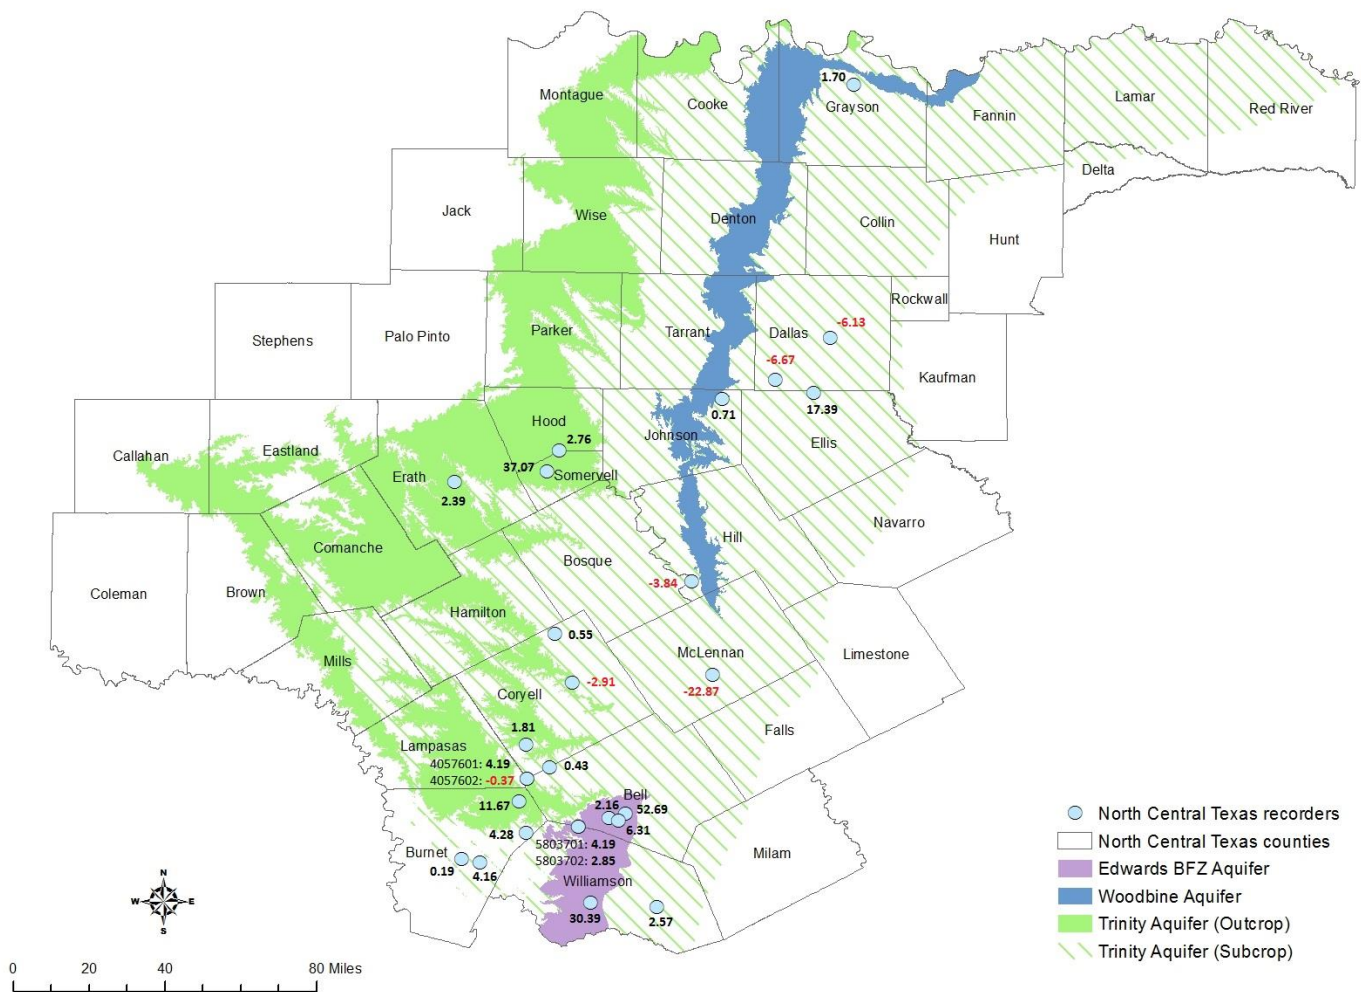 1.70
Montague
Cooke
Grayson
Fannin
Lamar
Red River
Delta
Jack
Wise
Denton
Collin
Hunt
Rockwall
Stephens
Palo Pinto
Parker
Tarrant
Dallas
-6.13
-6.67
Kaufman
0.71
17.39
Hood
2.76
Johnson
Ellis
Callahan
Eastland
Erath
37.07
Somervell
2.39
Navarro
Hill
Comanche
Bosque
-3.84
Coleman
Brown
Hamilton
0.55
McLennan
Limestone
Mills
-2.91
-22.87
Coryell
1.81
Falls
Lampasas
4057601: 4.19
4057602: -0.37
0.43
11.67
Bell
2.16
52.69
6.31
4.28
5803701: 4.19
5803702: 2.85
Burnet
0.19
4.16
Milam
Williamson
30.39
2.57
N
W
E
S
North Central Texas recorders
North Central Texas counties
Edwards BFZ Aquifer
Woodbine Aquifer
Trinity Aquifer (Outcrop)
Trinity Aquifer (Subcrop)
0 20 40 80 Miles